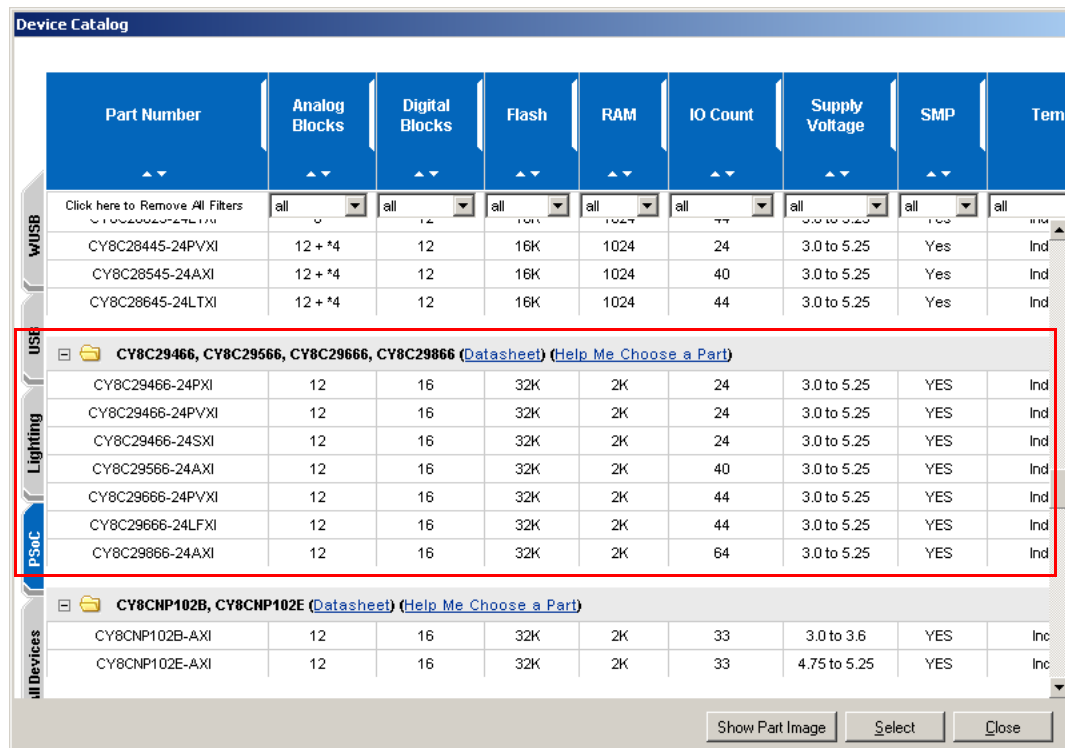 Device Catalog
Part Number Analog Blocks Digital Blocks Flash RAM IO Count Supply Voltage SMP Tem
Click here to Remove All Filters all all all all all all all all
CY8C28445-24PVXI 12 + *4 12 16K 1024 24 3.0 to 5.25 Yes Ind
CY8C28545-24AXI 12 + *4 12 16K 1024 40 3.0 to 5.25 Yes Ind
CY8C28645-24LTXI 12 + *4 12 16K 1024 44 3.0 to 5.25 Yes Ind
CY8C29466, CY8C29566, CY8C29666, CY8C29866 (Datasheet) (Help Me Choose a Part)
CY8C29466-24PXI 12 16 32K 2K 24 3.0 to 5.25 YES Ind
CY8C29466-24PVXI 12 16 32K 2K 24 3.0 to 5.25 YES Ind
CY8C29466-24SXI 12 16 32K 2K 24 3.0 to 5.25 YES Ind
CY8C29566-24AXI 12 16 32K 2K 40 3.0 to 5.25 YES Ind
CY8C29666-24PVXI 12 16 32K 2K 44 3.0 to 5.25 YES Ind
CY8C29666-24LFXI 12 16 32K 2K 44 3.0 to 5.25 YES Ind
CY8C29866-24AXI 12 16 32K 2K 64 3.0 to 5.25 YES Ind
CY8CNP102B, CY8CNP102E (Datasheet) (Help Me Choose a Part)
CY8CNP102B-AXI 12 16 32K 2K 33 3.0 to 3.6 YES Inc
CY8CNP102E-AXI 12 16 32K 2K 33 4.75 to 5.25 YES Inc
WUSB
USB
Lighting
PSoC
ll Devices
Show Part Image Select Close